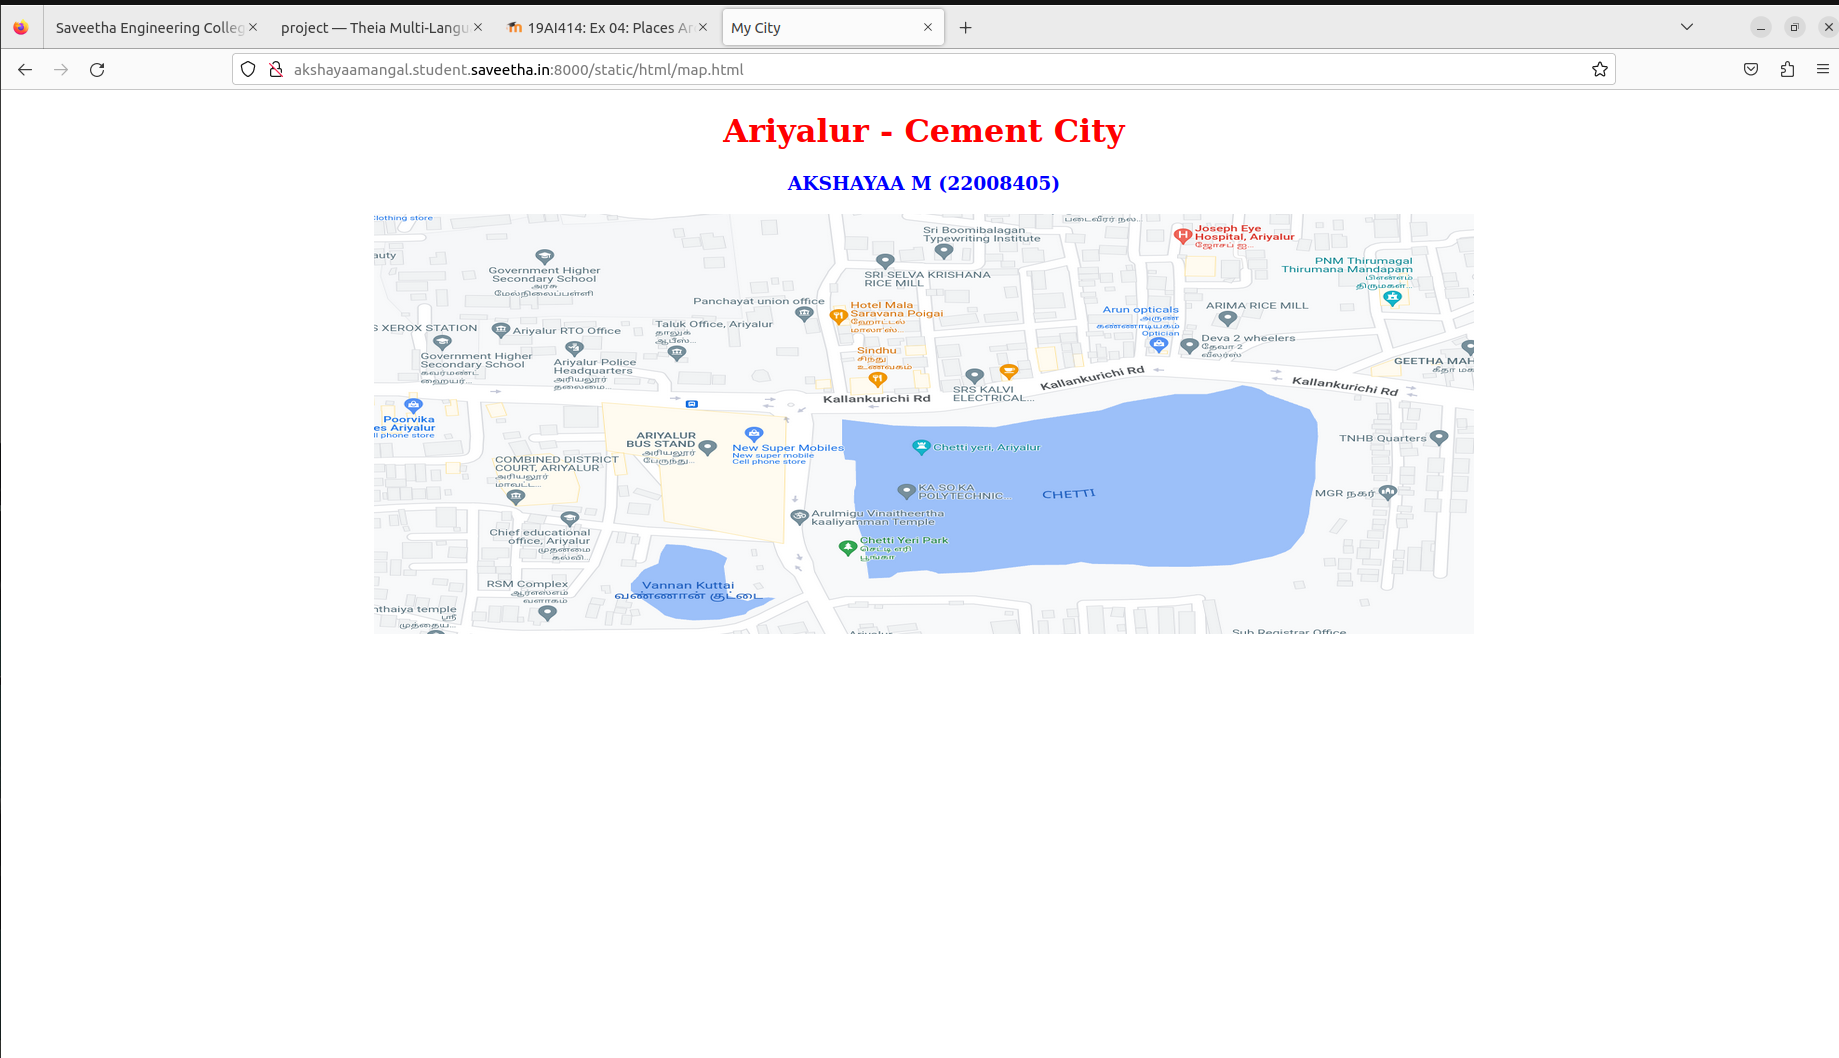 Saveetha Engineering Colleg
project — Theia Multi-Langu
19AI414: Ex 04: Places Ar
My City
akshayaamangal.student.saveetha.in:8000/static/html/map.html
Ariyalur - Cement City
AKSHAYAA M (22008405)
clothing store
auty
Government Higher
Secondary School
அரசு
மேல்நிலைப்பள்ளி
Sri Boomibalagan
Typewriting Institute
SRI SELVA KRISHANA
RICE MILL
Joseph Eye
Hospital, Ariyalur
ஜோசப் ஐ...
PNM Thirumagal
Thirumana Mandapam
பிஎன்எம்
திருமகள்...
Panchayat union office
Hotel Mala
Saravana Poigai
ஹோட்டல்
மாலா ஸ்...
Arun opticals
அருண்
கண்ணாடியகம்
Optician
ARIMA RICE MILL
S XEROX STATION
Ariyalur RTO Office
Taluk Office, Ariyalur
தாலுக்
ஆபீஸ்...
Deva 2 wheelers
தேவா 2
வீலர்ஸ்
Government Higher
Secondary School
கவர்மண்ட்
ஹையர்...
Ariyalur Police
Headquarters
அரியலூர்
தலைமை...
Sindhu
சிந்து
உணவகம்
GEETHA MAH
கீதா மக
SRS KALVI
ELECTRICAL...
Kallankurichi Rd
Kallankurichi Rd
Kallankurichi Rd
Poorvika
es Ariyalur
ll phone store
ARIYALUR
BUS STAND
அரியலூர்
பேருந்து...
New Super Mobiles
New super mobile
Cell phone store
Chetti yeri, Ariyalur
TNHB Quarters
COMBINED DISTRICT
COURT, ARIYALUR
அரியலூர்
மாவட்ட...
KA SO KA
POLYTECHNIC...
CHETTI
MGR நகர்
Arulmigu Vinaitheertha
kaaliyamman Temple
Chief educational
office, Ariyalur
முதன்மை
கல்வி...
Chetti Yeri Park
செட்டி ஏரி
பூங்கா
RSM Complex
ஆர்எஸ்எம்
வளாகம்
Vannan Kuttai
வண்ணான் குட்டை
nthaiya temple
ஸ்ரீ
முத்தைய...
Ariyalur
Sub Registrar Office